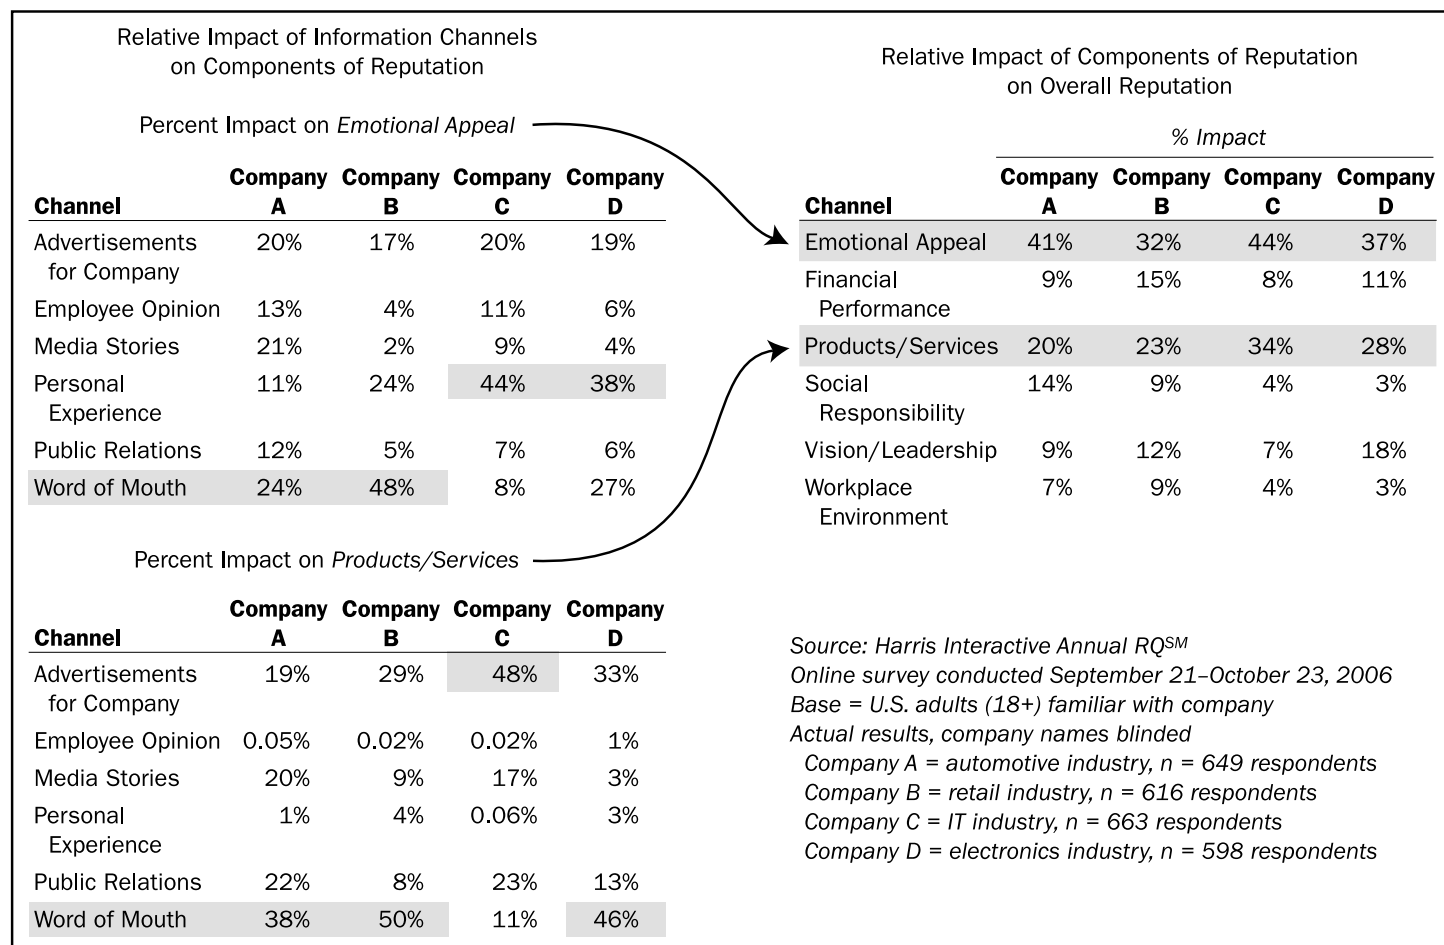 Relative Impact of Information Channels
on Components of Reputation
Percent Impact on Emotional Appeal
Company Company Company Company
Channel A B C D
Advertisements 20% 17% 20% 19%
for Company
Employee Opinion 13% 4% 11% 6%
Media Stories 21% 2% 9% 4%
Personal 11% 24% 44% 38%
Experience
Public Relations 12% 5% 7% 6%
Word of Mouth 24% 48% 8% 27%
Percent Impact on Products/Services
Company Company Company Company
Channel A B C D
Advertisements 19% 29% 48% 33%
for Company
Employee Opinion 0.05% 0.02% 0.02% 1%
Media Stories 20% 9% 17% 3%
Personal 1% 4% 0.06% 3%
Experience
Public Relations 22% 8% 23% 13%
Word of Mouth 38% 50% 11% 46%
Relative Impact of Components of Reputation
on Overall Reputation
% Impact
Company Company Company Company
Channel A B C D
Emotional Appeal 41% 32% 44% 37%
Financial 9% 15% 8% 11%
Performance
Products/Services 20% 23% 34% 28%
Social 14% 9% 4% 3%
Responsibility
Vision/Leadership 9% 12% 7% 18%
Workplace 7% 9% 4% 3%
Environment
Source: Harris Interactive Annual RQSM
Online survey conducted September 21–October 23, 2006
Base = U.S. adults (18+) familiar with company
Actual results, company names blinded
Company A = automotive industry, n = 649 respondents
Company B = retail industry, n = 616 respondents
Company C = IT industry, n = 663 respondents
Company D = electronics industry, n = 598 respondents